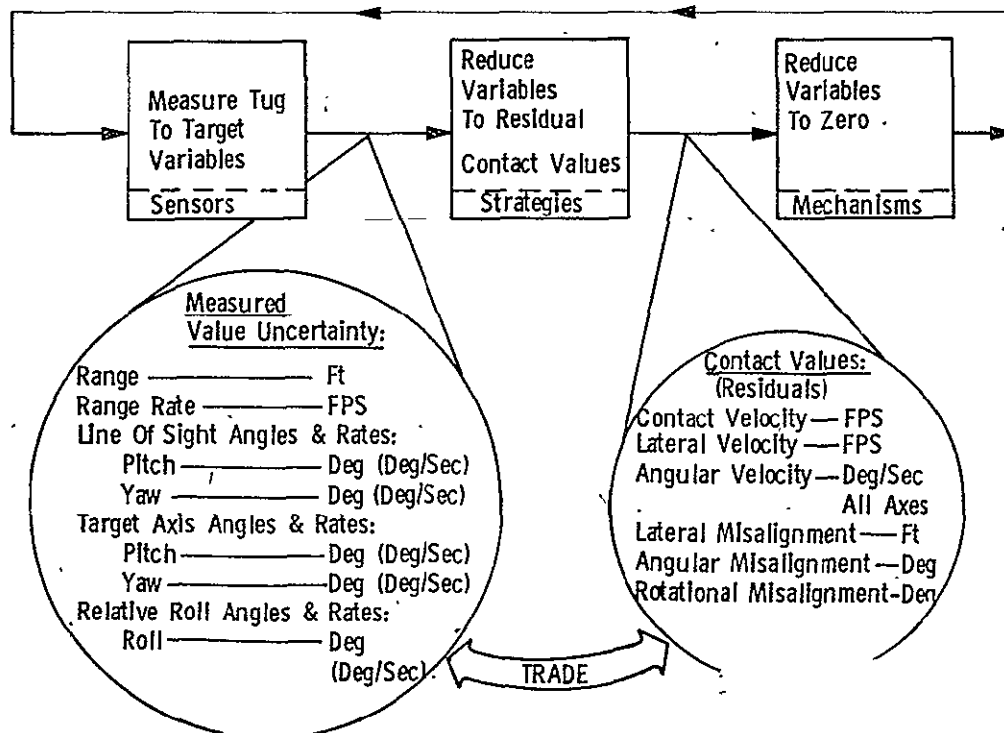 Measure Tug
To Target
Variables
Sensors
Reduce
Variables
To Residual
Contact Values
Strategies
Reduce
Variables
To Zero
Mechanisms
Measured
Value Uncertainty:
Range Ft
Range Rate FPS
Line Of Sight Angles & Rates:
Pitch Deg (Deg/Sec)
Yaw Deg (Deg/Sec)
Target Axis Angles & Rates:
Pitch Deg (Deg/Sec)
Yaw Deg (Deg/Sec)
Relative Roll Angles & Rates:
Roll Deg
(Deg/Sec)
Contact Values:
(Residuals)
Contact Velocity — FPS
Lateral Velocity — FPS
Angular Velocity — Deg/Sec
All Axes
Lateral Misalignment — Ft
Angular Misalignment — Deg
Rotational Misalignment - Deg
TRADE